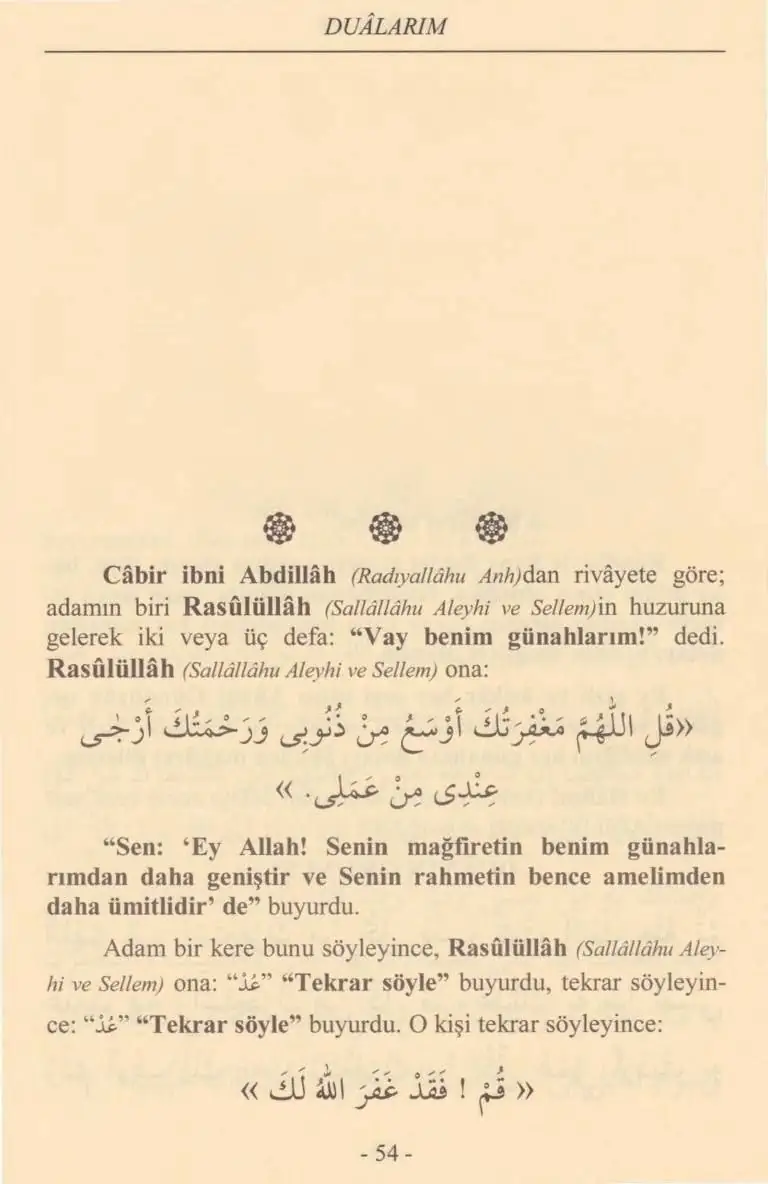 DUÂLARIM
Câbir ibni Abdillâh (Radıyallâhu Anh)dan rivâyete göre;
adamın biri Rasûlüllâh (Sallâllâhu Aleyhi ve Sellem)in huzuruna
gelerek iki veya üç defa: “Vay benim günahlarım!” dedi.
Rasûlüllâh (Sallâllâhu Aleyhi ve Sellem) ona:
«قُلِ اللّٰهُمَّ مَغْفِرَتُكَ أَوْسَعُ مِنْ ذُنُوبِى وَرَحْمَتُكَ أَرْجٰى
عِنْدِى مِنْ عَمَلِى. »
“Sen: ‘Ey Allah! Senin mağfiretin benim günahla-
rımdan daha geniştir ve Senin rahmetin bence amelimden
daha ümitlidir’ de” buyurdu.
Adam bir kere bunu söyleyince, Rasûlüllâh (Sallâllâhu Aley-
hi ve Sellem) ona: “عُدْ” “Tekrar söyle” buyurdu, tekrar söyleyin-
ce: “عُدْ” “Tekrar söyle” buyurdu. O kişi tekrar söyleyince:
« قُمْ ! فَقَدْ غَفَرَ اللهُ لَكَ »
- 54 -